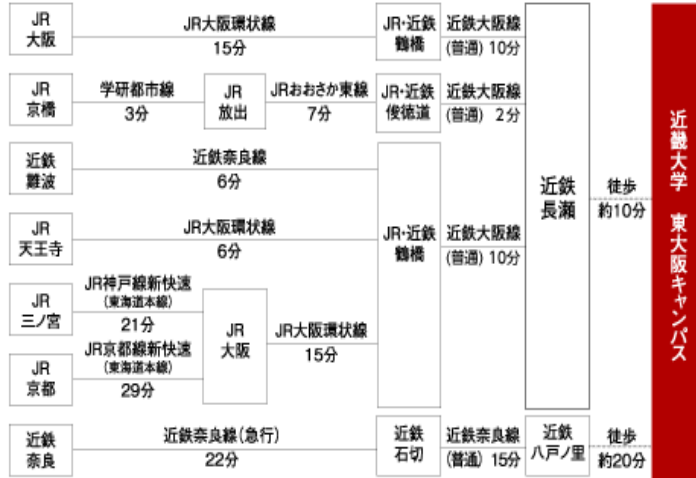 JR
大阪
JR大阪環状線
15分
JR・近鉄
鶴橋
近鉄大阪線
(普通) 10分
JR
京橋
学研都市線
3分
JR
放出
JRおおさか東線
7分
JR・近鉄
俊徳道
近鉄大阪線
(普通) 2分
近鉄
難波
近鉄奈良線
6分
JR
天王寺
JR大阪環状線
6分
JR・近鉄
鶴橋
近鉄大阪線
(普通) 10分
JR
三ノ宮
JR神戸線新快速
(東海道本線)
21分
JR
京都
JR京都線新快速
(東海道本線)
29分
JR
大阪
JR大阪環状線
15分
近鉄
長瀬
徒歩
約10分
近鉄
奈良
近鉄奈良線(急行)
22分
近鉄
石切
近鉄奈良線
(普通) 15分
近鉄
八戸ノ里
徒歩
約20分
近畿大学 東大阪キャンパス